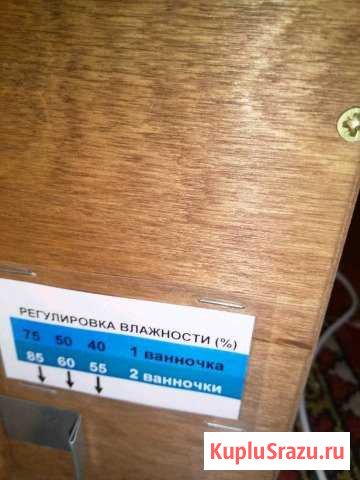 РЕГУЛИРОВКА ВЛАЖНОСТИ (%)
75 50 40 1 ванночка
85 60 55 2 ванночки
KupluSrazu.ru